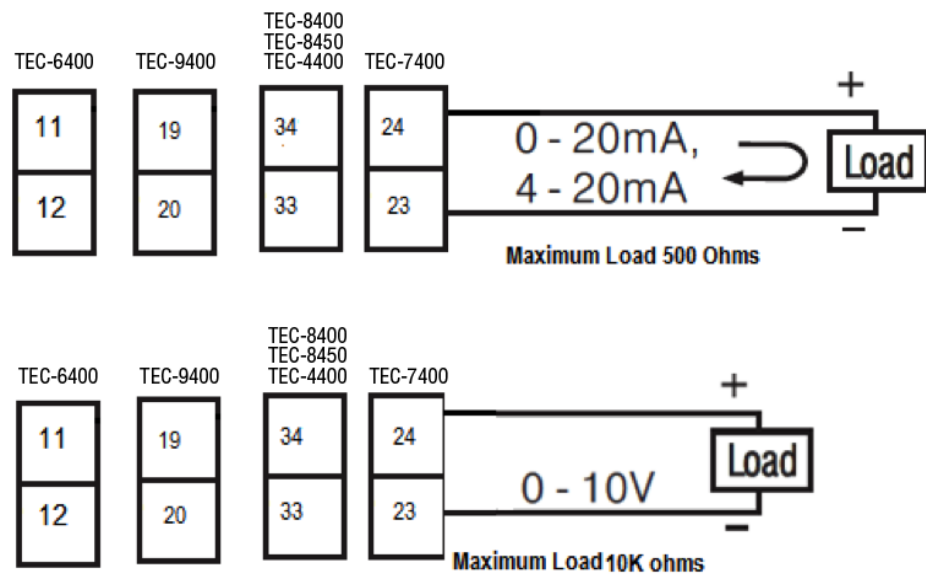 TEC-8400
TEC-8450
TEC-6400 TEC-9400 TEC-4400 TEC-7400
+
11 19 34 24
0 - 20mA,
Load
4 - 20mA
12 20 33 23
–
Maximum Load 500 Ohms
TEC-8400
TEC-8450
TEC-6400 TEC-9400 TEC-4400 TEC-7400
+
11 19 34 24
Load
0 - 10V
12 20 33 23
–
Maximum Load 10K ohms